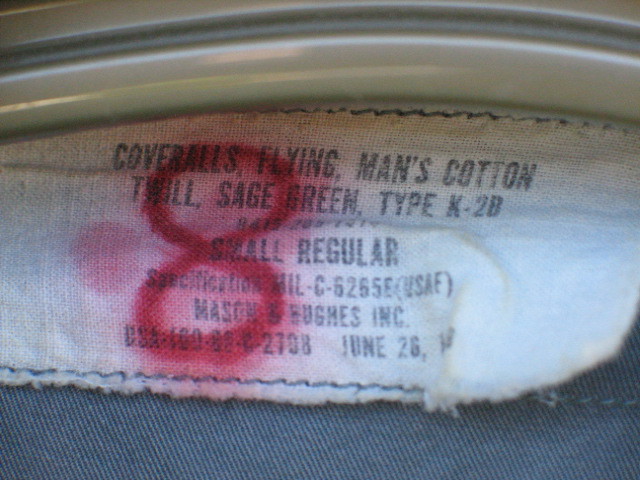 8
COVERALLS, FLYING, MAN'S COTTON
TWILL, SAGE GREEN, TYPE K-2B
SMALL REGULAR
Specification MIL-C-6265E(USAF)
MASON & HUGHES INC.
JUNE 26, 1